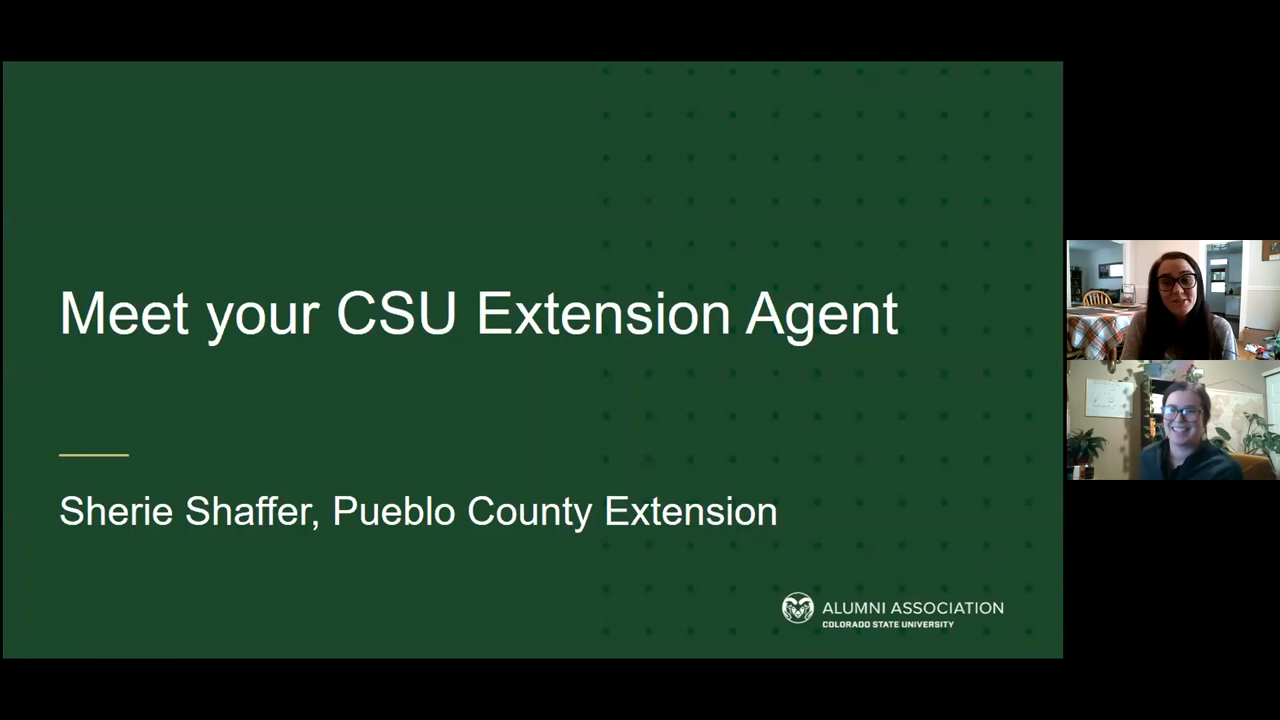 Meet your CSU Extension Agent
Sherie Shaffer, Pueblo County Extension
ALUMNI ASSOCIATION
COLORADO STATE UNIVERSITY